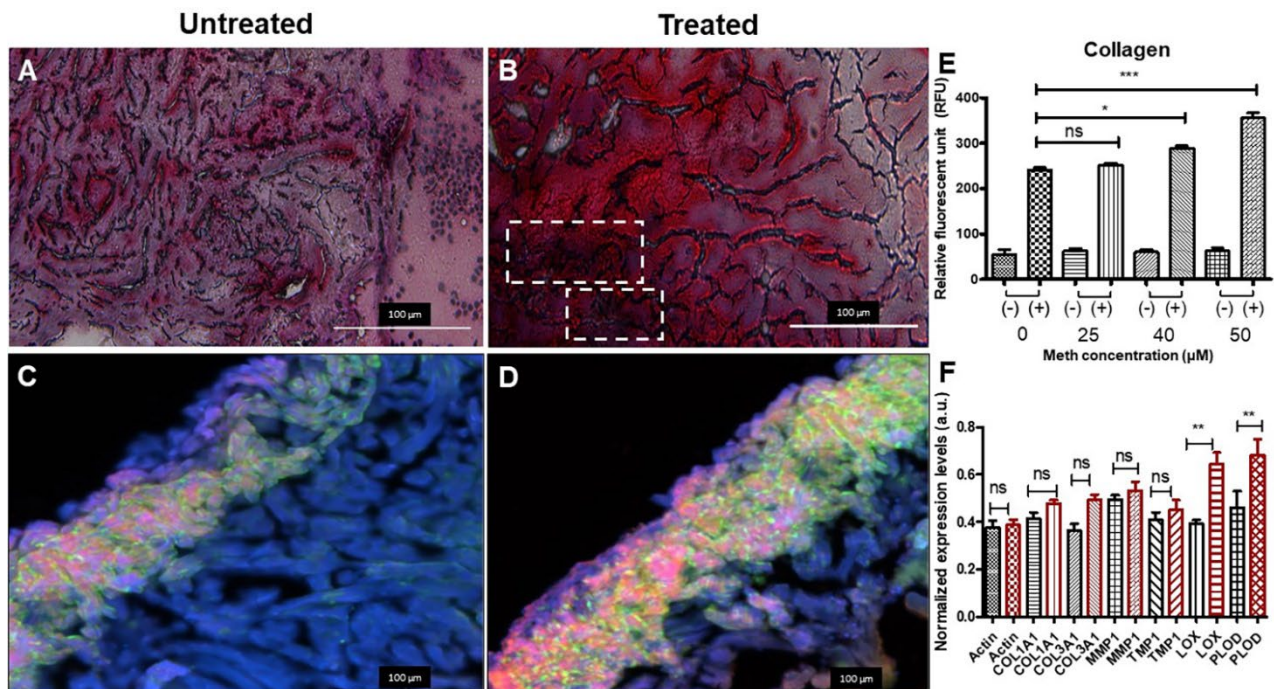 Untreated
Treated
A
100 µm
B
100 µm
C
100 µm
D
100 µm
E
Collagen
Relative fluorescent unit (RFU)
400
300
200
100
0
***
*
ns
(-) (+) (-) (+) (-) (+) (-) (+)
0 25 40 50
Meth concentration (µM)
F
Normalized expression levels (a.u.)
0.8
0.6
0.4
0.2
0.0
ns ns ns ns ns ** **
Actin
Actin
COL1A1
COL1A1
COL3A1
COL3A1
MMP1
MMP1
TMP1
TMP1
LOX
LOX
PLOD
PLOD